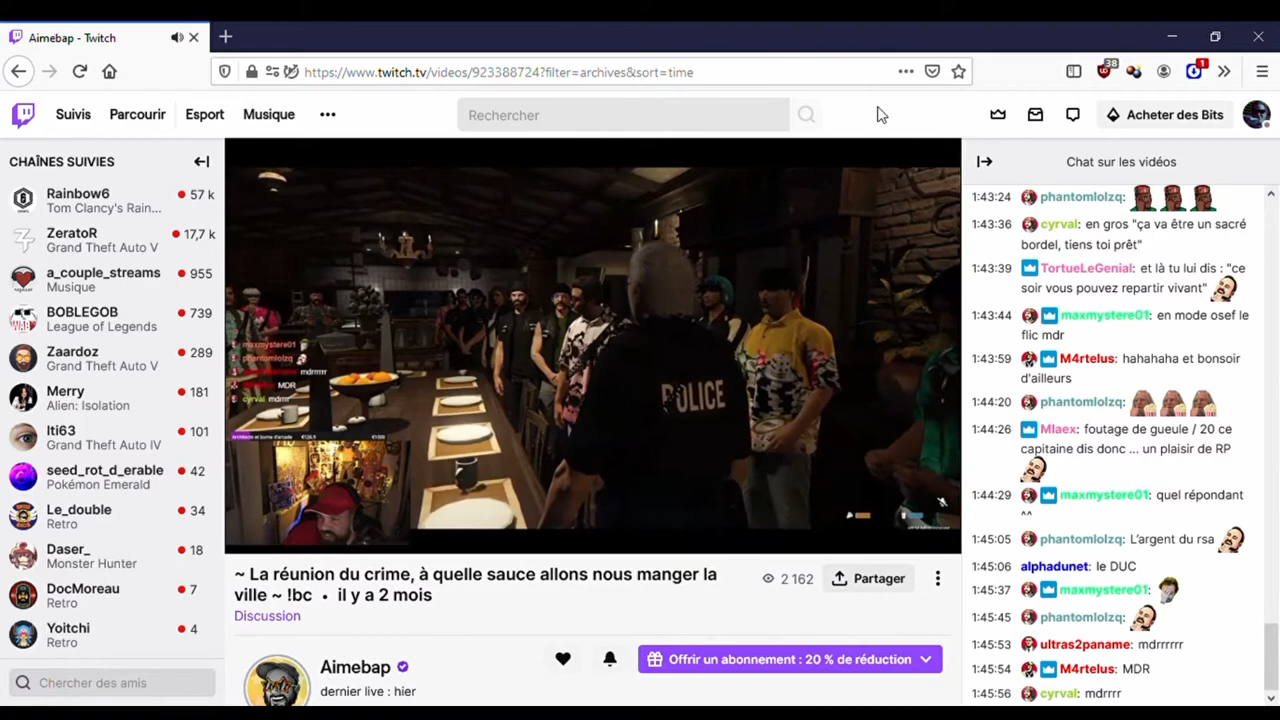 Aimebap - Twitch
https://www.twitch.tv/videos/923388724?filter=archives&sort=time
38
1
Suivis
Parcourir
Esport
Musique
Rechercher
Acheter des Bits
CHAÎNES SUIVIES
Rainbow6
57 k
Tom Clancy's Rain...
ZeratoR
17,7 k
Grand Theft Auto V
a_couple_streams
955
Musique
BOBLEGOB
739
League of Legends
Zaardoz
289
Grand Theft Auto V
Merry
181
Alien: Isolation
Iti63
101
Grand Theft Auto IV
seed_rot_d_erable
42
Pokémon Emerald
Le_double
34
Retro
Daser_
18
Monster Hunter
DocMoreau
7
Retro
Yoitchi
4
Retro
Chercher des amis
POLICE
maxmystere01
phantomlolzq
mdrrrrrr
MDR
cyrval mdrrr
~ La réunion du crime, à quelle sauce allons nous manger la
ville ~ !bc • il y a 2 mois
Discussion
2 162
Partager
Aimebap
dernier live : hier
Offrir un abonnement : 20 % de réduction
Chat sur les vidéos
1:43:24 phantomlolzq:
1:43:36 cyrval: en gros "ça va être un sacré
bordel, tiens toi prêt"
1:43:39 TortueLeGenial: et là tu lui dis : "ce
soir vous pouvez repartir vivant"
1:43:44 maxmystere01: en mode osef le
flic mdr
1:43:59 M4rtelus: hahahaha et bonsoir
d'ailleurs
1:44:20 phantomlolzq:
1:44:26 Mlaex: foutage de gueule / 20 ce
capitaine dis donc ... un plaisir de RP
1:44:29 maxmystere01: quel répondant
^^
1:45:05 phantomlolzq: L'argent du rsa
1:45:06 alphadunet: le DUC
1:45:37 maxmystere01:
1:45:45 phantomlolzq:
1:45:53 ultras2paname: mdrrrrrr
1:45:54 M4rtelus: MDR
1:45:56 cyrval: mdrrr